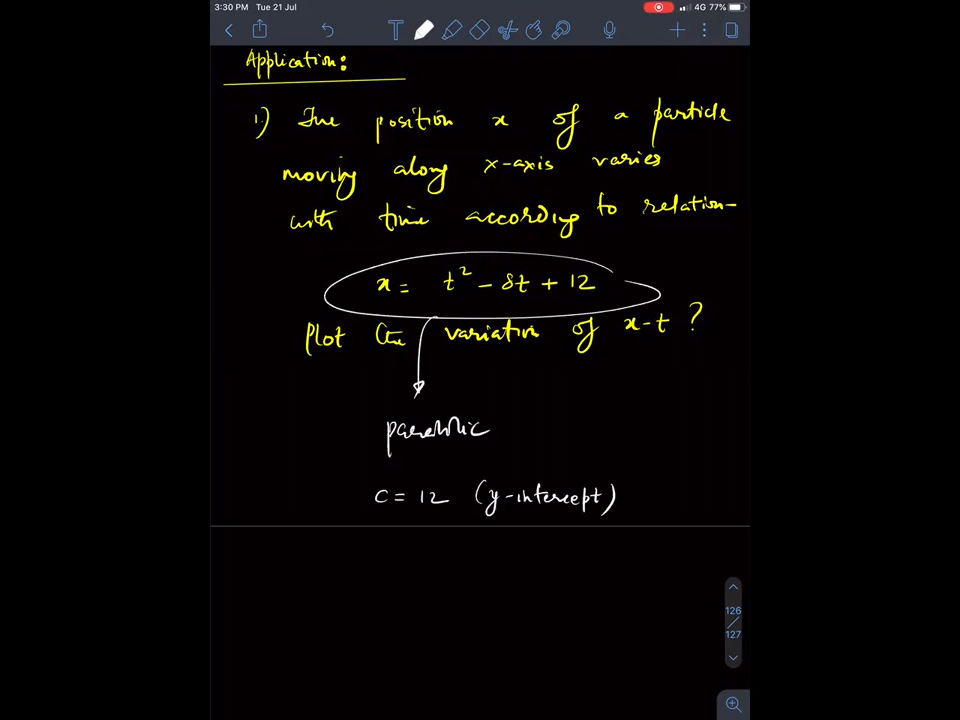 3:30 PM Tue 21 Jul 4G 77%
Application:
1.) The position x of a particle
moving along x-axis varies
with time according to relation-
x = t² - 8t + 12
Plot the variation of x-t ?
parabolic
c = 12 (y-intercept)
126
127